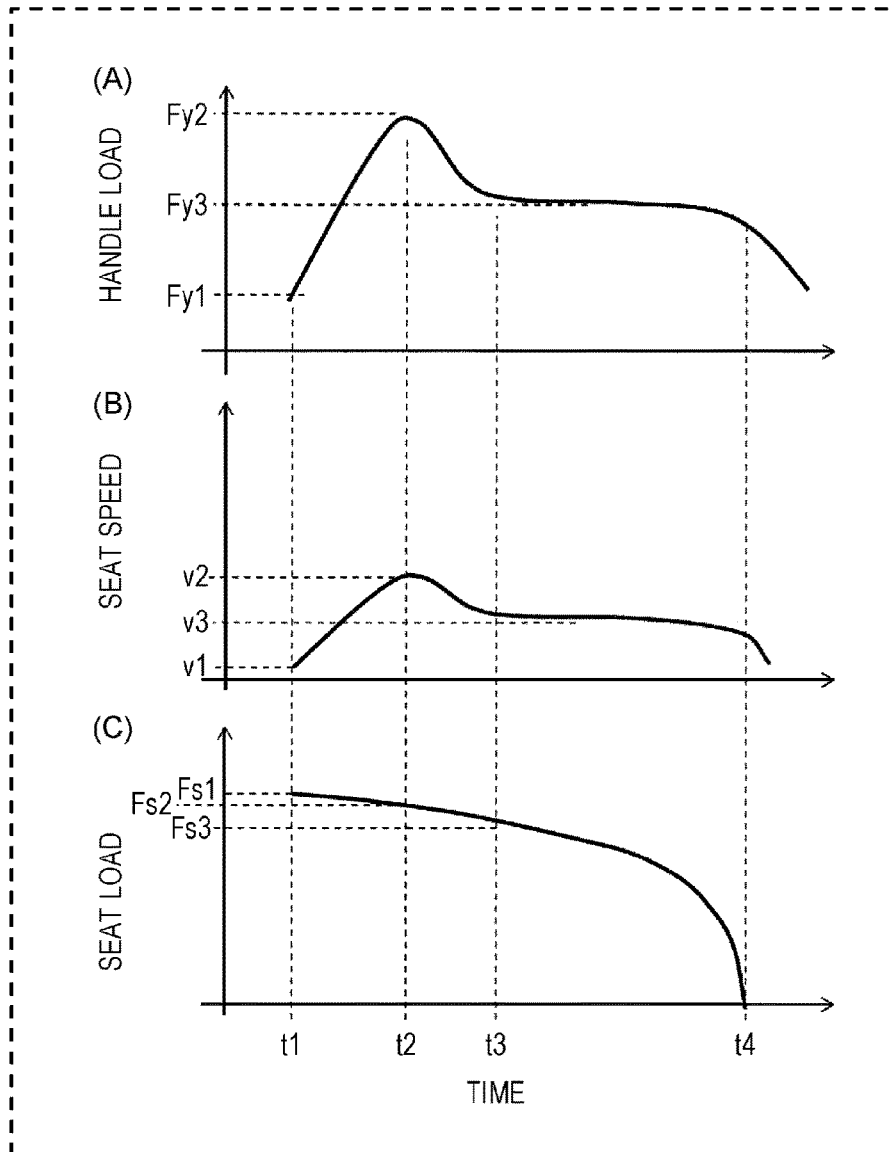 (A)
HANDLE LOAD
Fy2
Fy3
Fy1
(B)
SEAT SPEED
v2
v3
v1
(C)
SEAT LOAD
Fs1
Fs2
Fs3
t1 t2 t3 t4
TIME